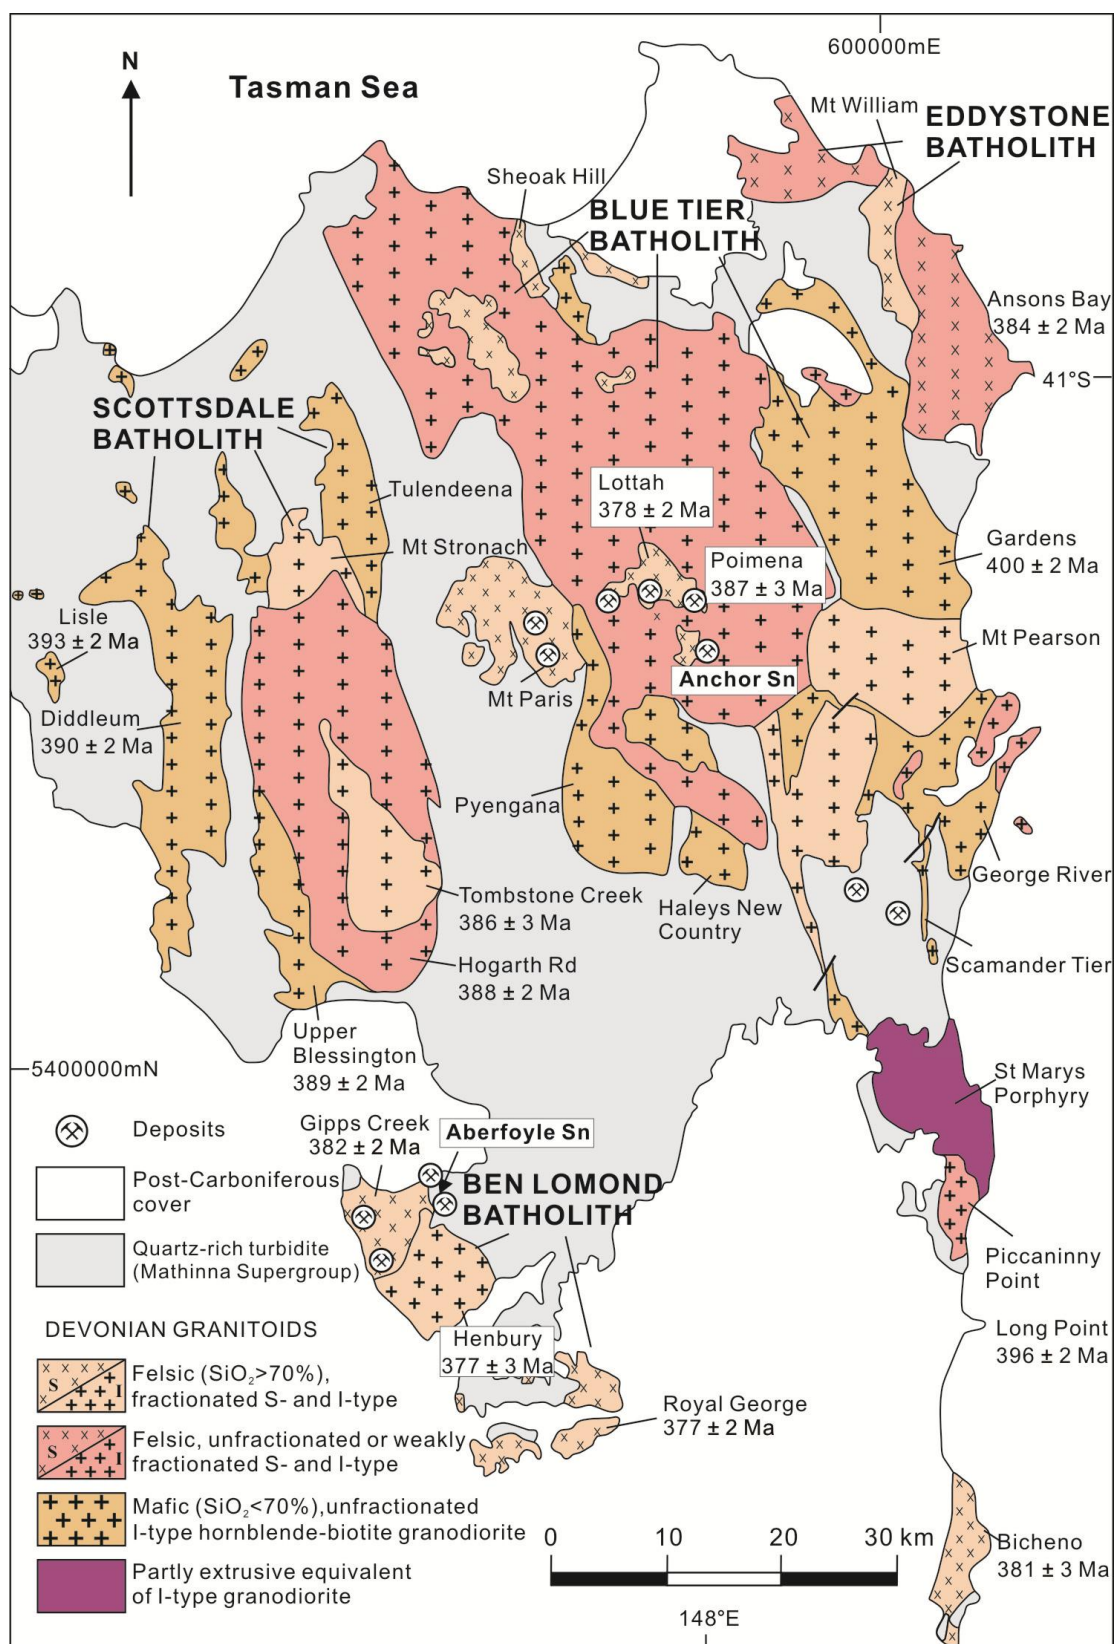 600000mE
N
Tasman Sea
Mt William
EDDYSTONE
BATHOLITH
Sheoak Hill
BLUE TIER
BATHOLITH
Ansons Bay
384 ± 2 Ma
41°S
SCOTTSDALE
BATHOLITH
Lottah
378 ± 2 Ma
Tulendeena
Mt Stronach
Poimena
387 ± 3 Ma
Gardens
400 ± 2 Ma
Lisle
393 ± 2 Ma
Mt Pearson
Anchor Sn
Mt Paris
Diddleum
390 ± 2 Ma
Pyengana
Tombstone Creek
386 ± 3 Ma
Haleys New
Country
George River
Hogarth Rd
388 ± 2 Ma
Scamander Tier
Upper
Blessington
389 ± 2 Ma
5400000mN
St Marys
Porphyry
Gipps Creek
382 ± 2 Ma
Aberfoyle Sn
BEN LOMOND
BATHOLITH
Piccaninny
Point
Henbury
377 ± 3 Ma
Long Point
396 ± 2 Ma
Royal George
377 ± 2 Ma
Bicheno
381 ± 3 Ma
Deposits
Post-Carboniferous
cover
Quartz-rich turbidite
(Mathinna Supergroup)
DEVONIAN GRANITOIDS
S I
Felsic (SiO₂>70%),
fractionated S- and I-type
S I
Felsic, unfractionated or weakly
fractionated S- and I-type
Mafic (SiO₂<70%),unfractionated
I-type hornblende-biotite granodiorite
Partly extrusive equivalent
of I-type granodiorite
0 10 20 30 km
148°E